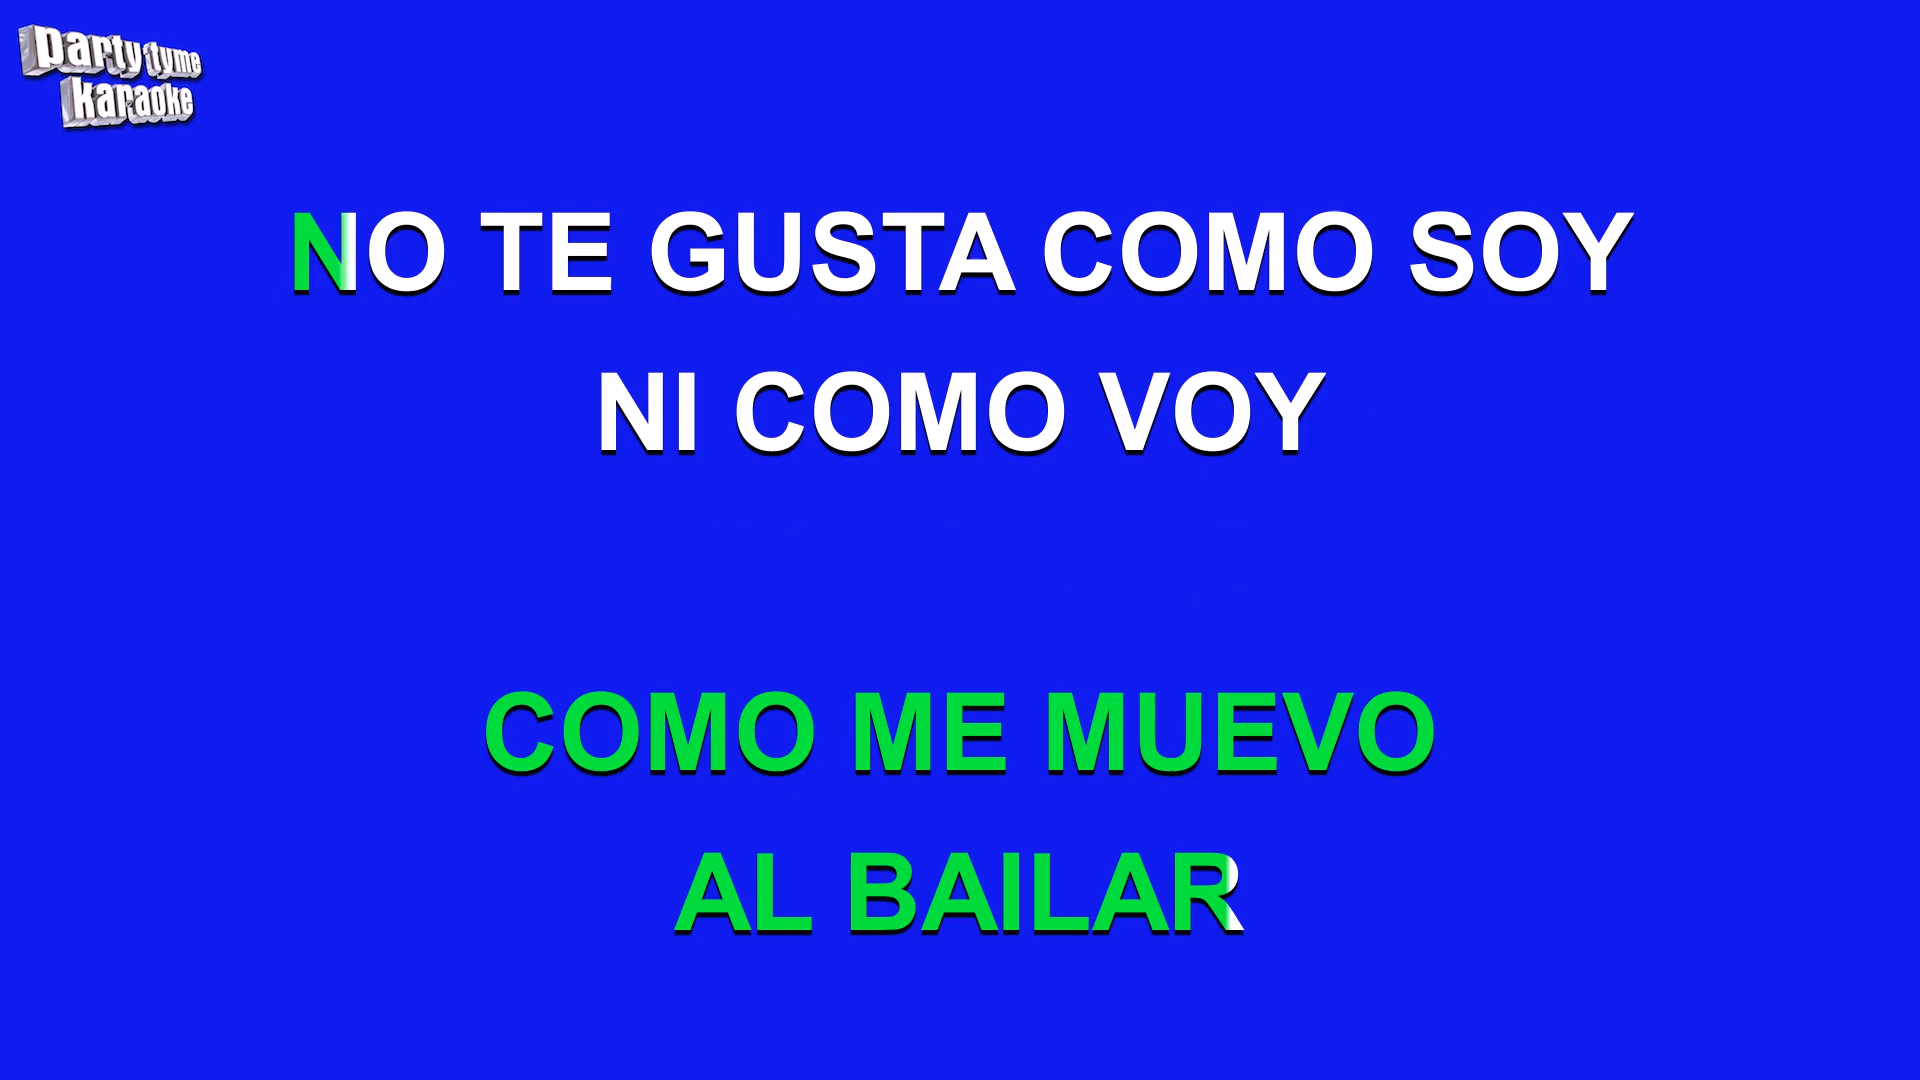 party tyme
karaoke
NO TE GUSTA COMO SOY
NI COMO VOY
COMO ME MUEVO
AL BAILAR